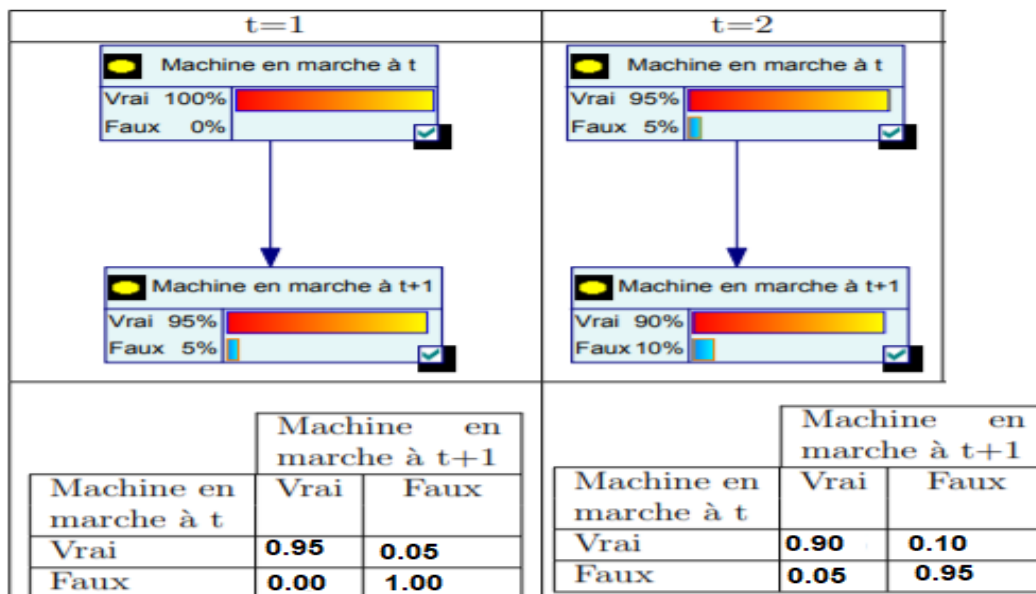 t=1
Machine en marche à t
Vrai 100%
Faux 0%
Machine en marche à t+1
Vrai 95%
Faux 5%
Machine en
marche à t+1
Machine en Vrai Faux
marche à t
Vrai 0.95 0.05
Faux 0.00 1.00
t=2
Machine en marche à t
Vrai 95%
Faux 5%
Machine en marche à t+1
Vrai 90%
Faux 10%
Machine en
marche à t+1
Machine en Vrai Faux
marche à t
Vrai 0.90 0.10
Faux 0.05 0.95